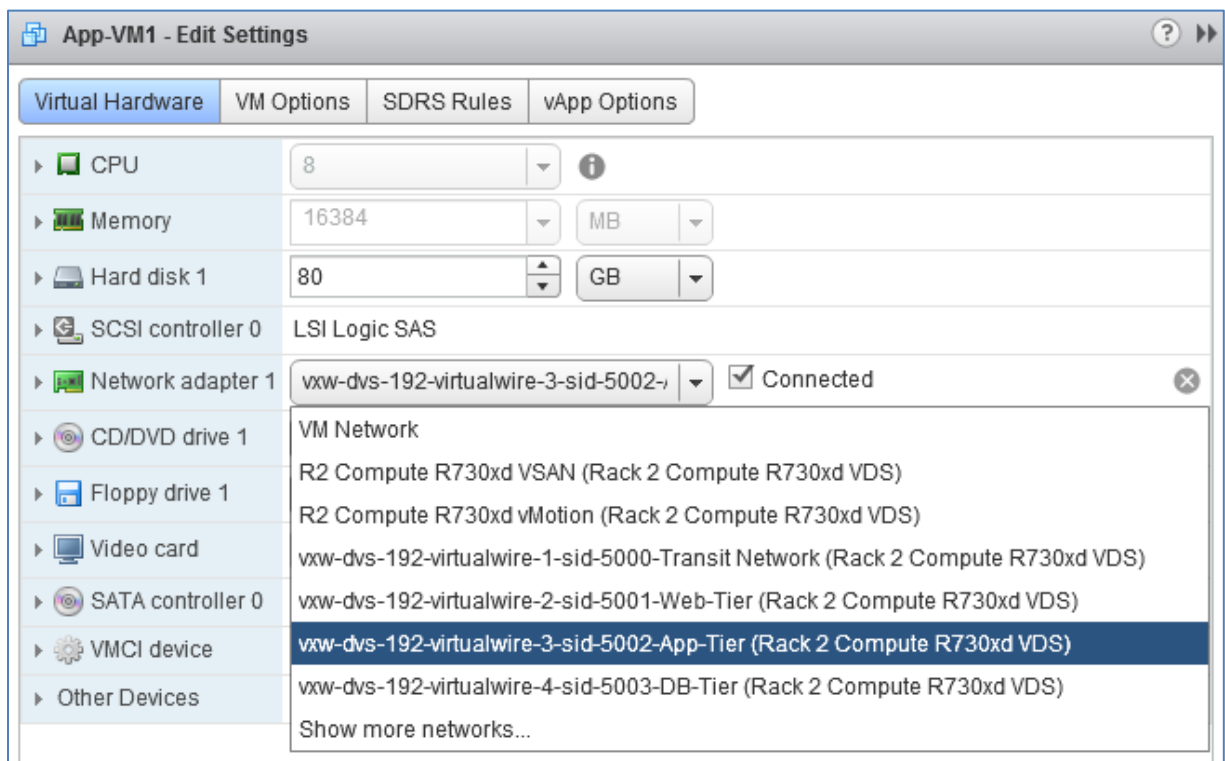 App-VM1 - Edit Settings
Virtual Hardware VM Options SDRS Rules vApp Options
CPU 8
Memory 16384 MB
Hard disk 1 80 GB
SCSI controller 0 LSI Logic SAS
Network adapter 1 vxw-dvs-192-virtualwire-3-sid-5002- Connected
VM Network
CD/DVD drive 1
R2 Compute R730xd VSAN (Rack 2 Compute R730xd VDS)
Floppy drive 1
R2 Compute R730xd vMotion (Rack 2 Compute R730xd VDS)
Video card
vxw-dvs-192-virtualwire-1-sid-5000-Transit Network (Rack 2 Compute R730xd VDS)
SATA controller 0
vxw-dvs-192-virtualwire-2-sid-5001-Web-Tier (Rack 2 Compute R730xd VDS)
VMCI device
vxw-dvs-192-virtualwire-3-sid-5002-App-Tier (Rack 2 Compute R730xd VDS)
Other Devices
vxw-dvs-192-virtualwire-4-sid-5003-DB-Tier (Rack 2 Compute R730xd VDS)
Show more networks...